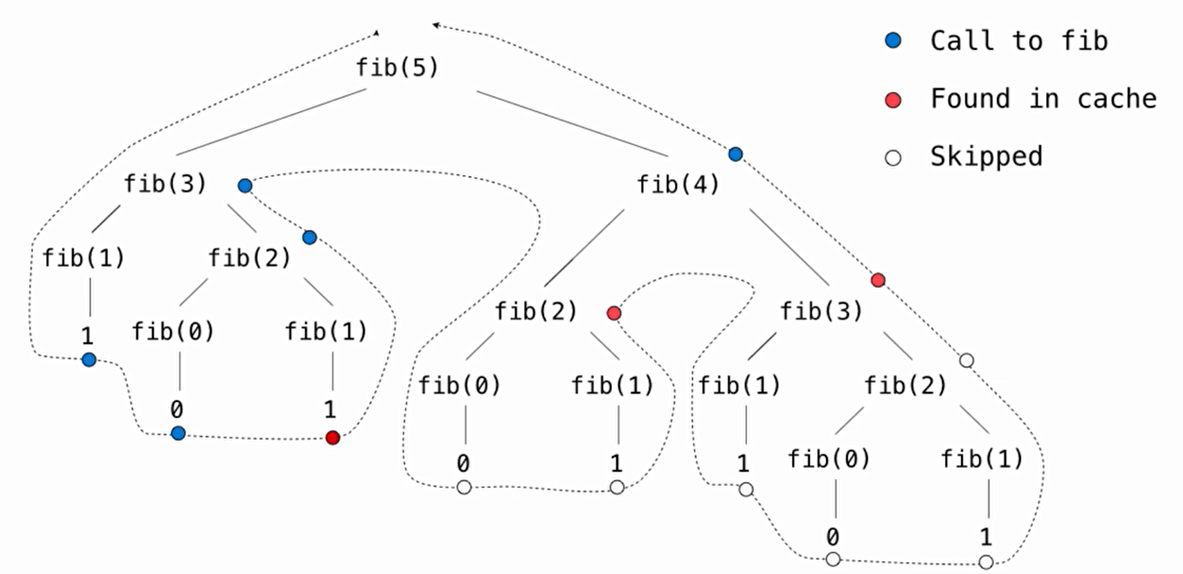 fib(5)
Call to fib
Found in cache
Skipped
fib(3)
fib(4)
fib(1)
fib(2)
fib(2)
fib(3)
1
fib(0)
fib(1)
fib(0)
fib(1)
fib(1)
fib(2)
0
1
0
1
1
fib(0)
fib(1)
0
1